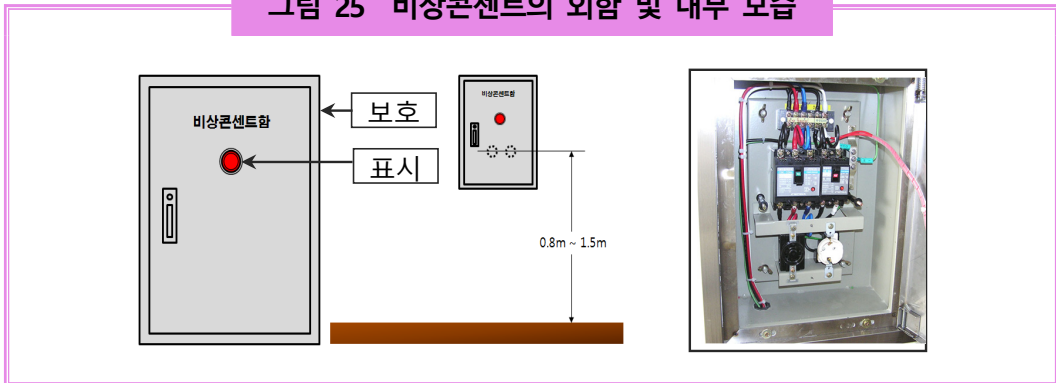 그림 25 비상콘센트의 외함 및 내부 모습
비상콘센트함
보호
표시
비상콘센트함
0.8m ~ 1.5m